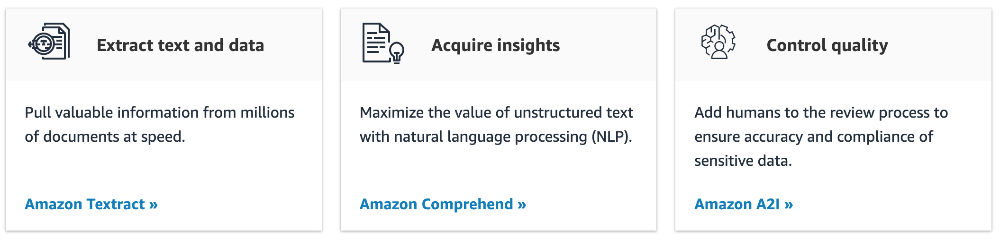 Extract text and data
Pull valuable information from millions
of documents at speed.
Amazon Textract »
Acquire insights
Maximize the value of unstructured text
with natural language processing (NLP).
Amazon Comprehend »
Control quality
Add humans to the review process to
ensure accuracy and compliance of
sensitive data.
Amazon A2I »